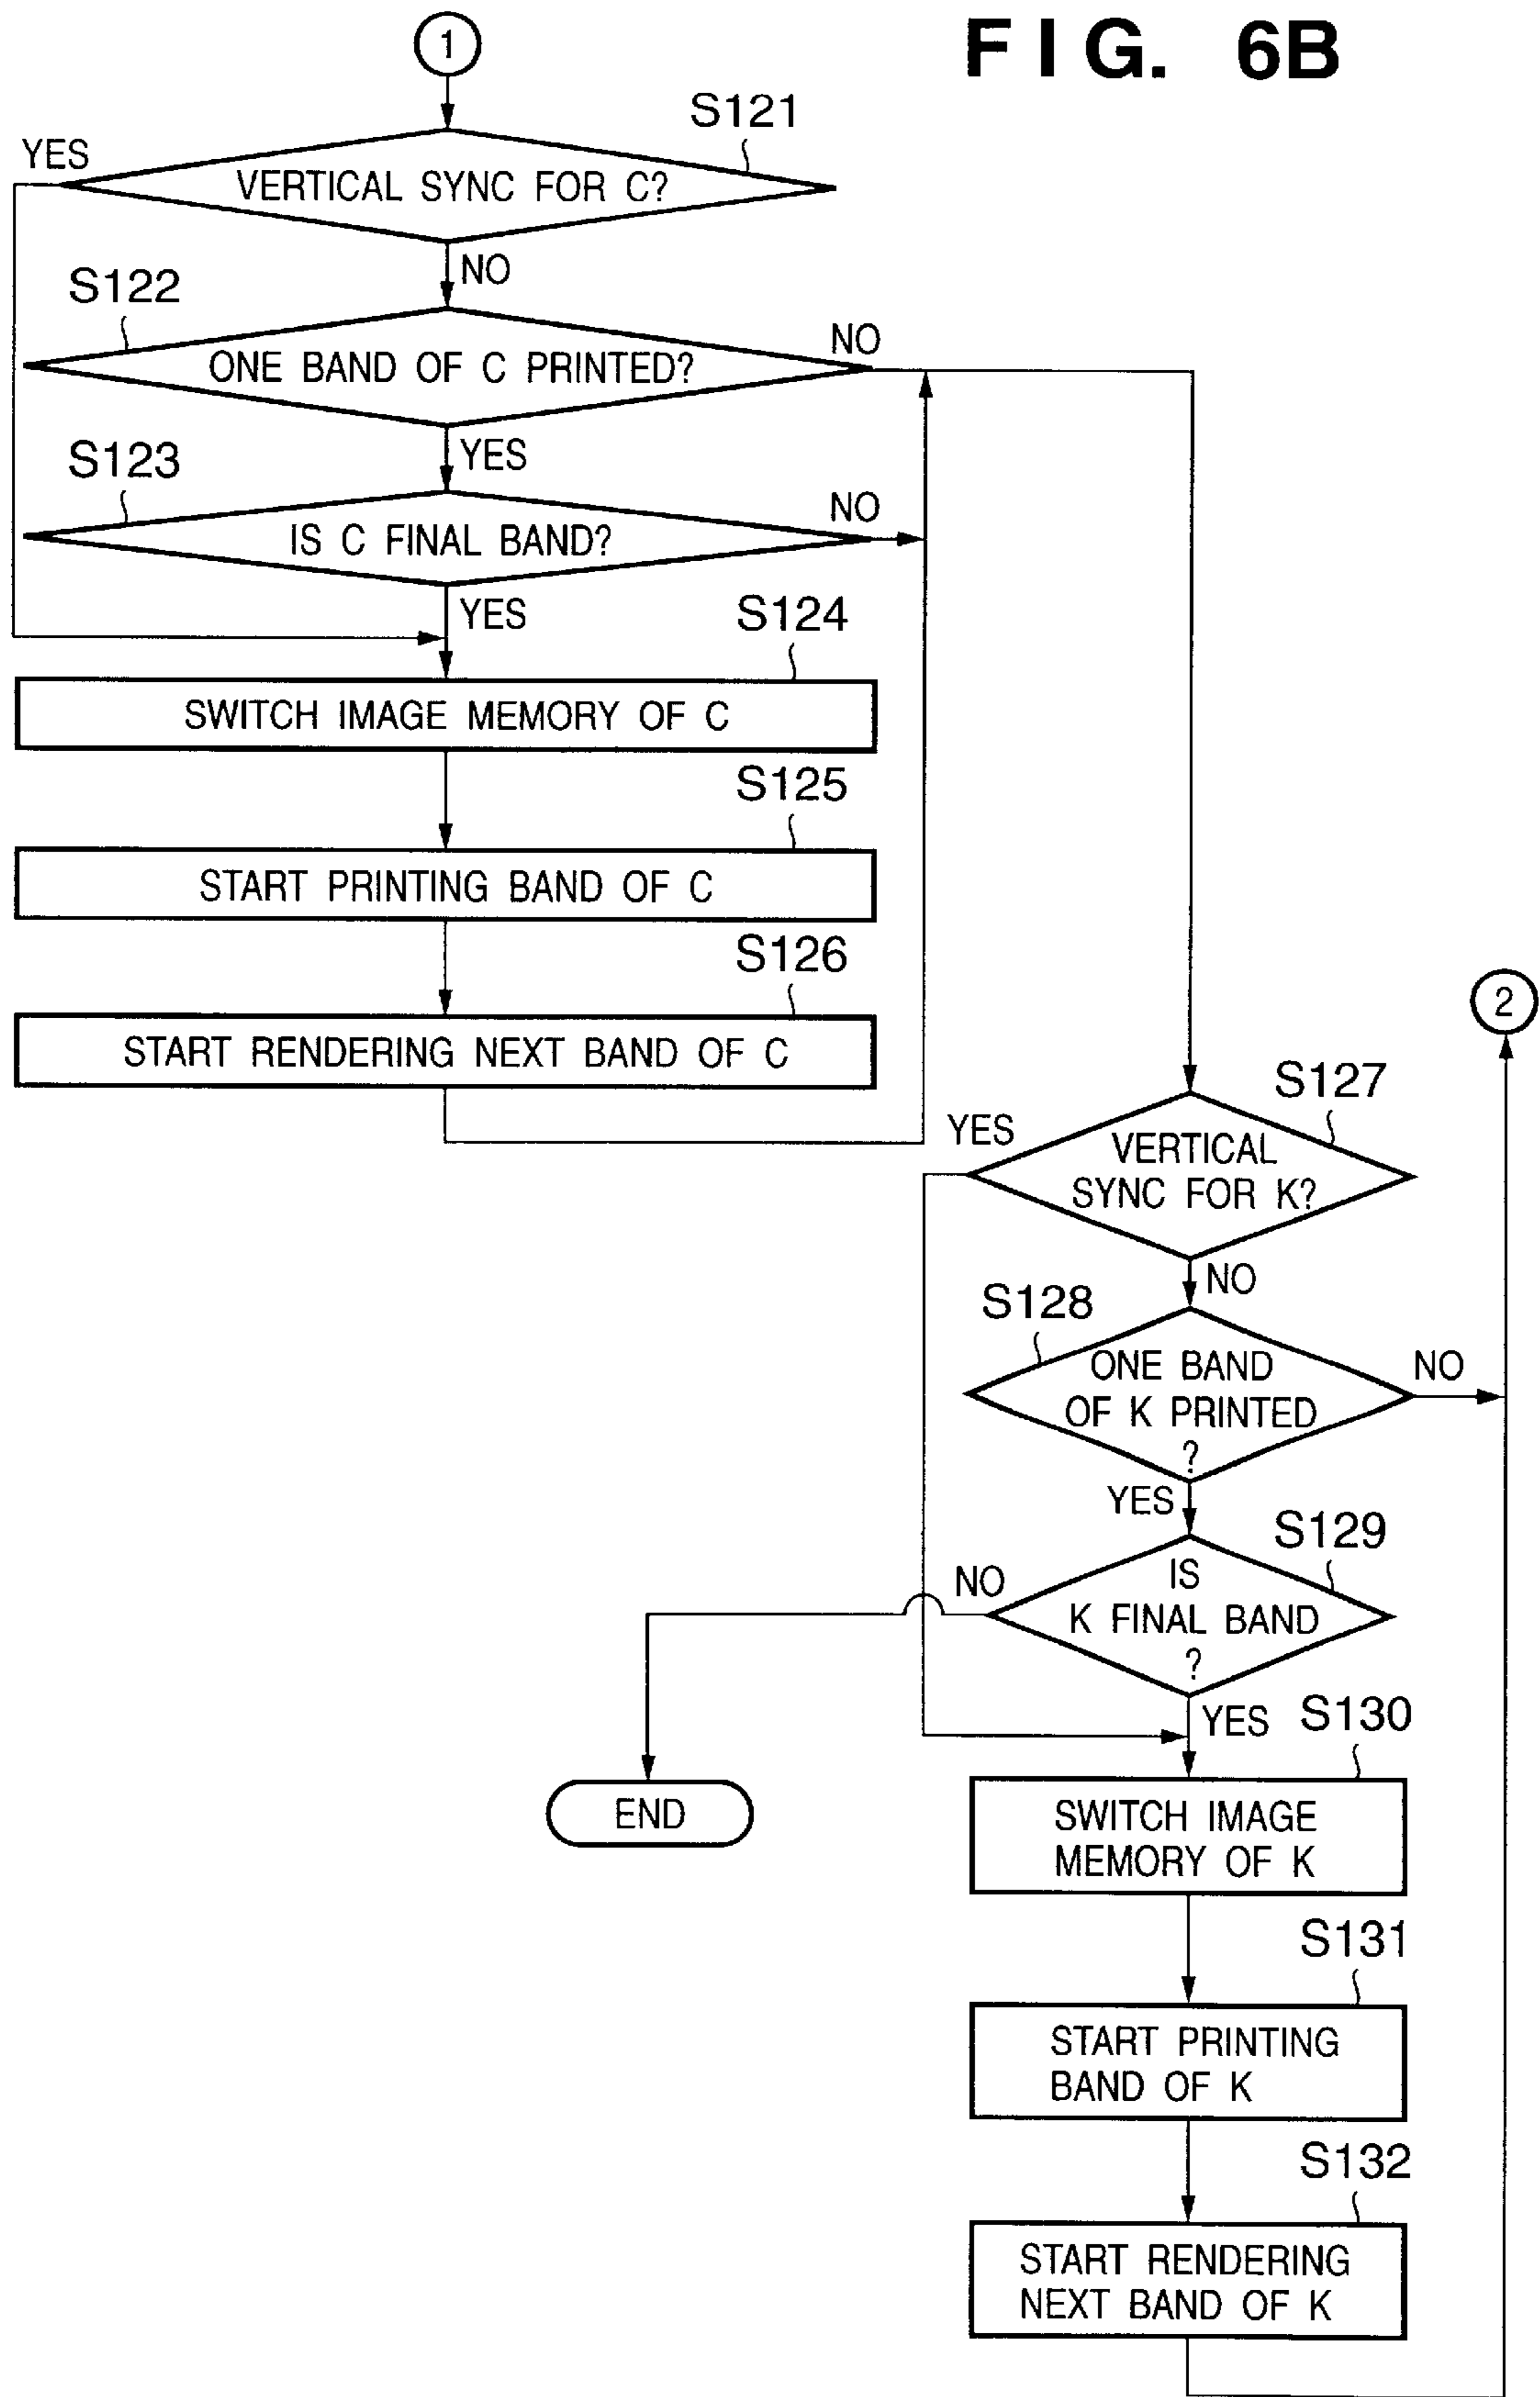 FIG. 6B
1
S121
YES
VERTICAL SYNC FOR C?
NO
S122
NO
ONE BAND OF C PRINTED?
YES
S123
NO
IS C FINAL BAND?
YES
S124
SWITCH IMAGE MEMORY OF C
S125
START PRINTING BAND OF C
S126
START RENDERING NEXT BAND OF C
2
S127
YES
VERTICAL
SYNC FOR K?
NO
S128
ONE BAND
OF K PRINTED
?
NO
YES
S129
NO
IS
K FINAL BAND
?
YES
S130
END
SWITCH IMAGE
MEMORY OF K
S131
START PRINTING
BAND OF K
S132
START RENDERING
NEXT BAND OF K